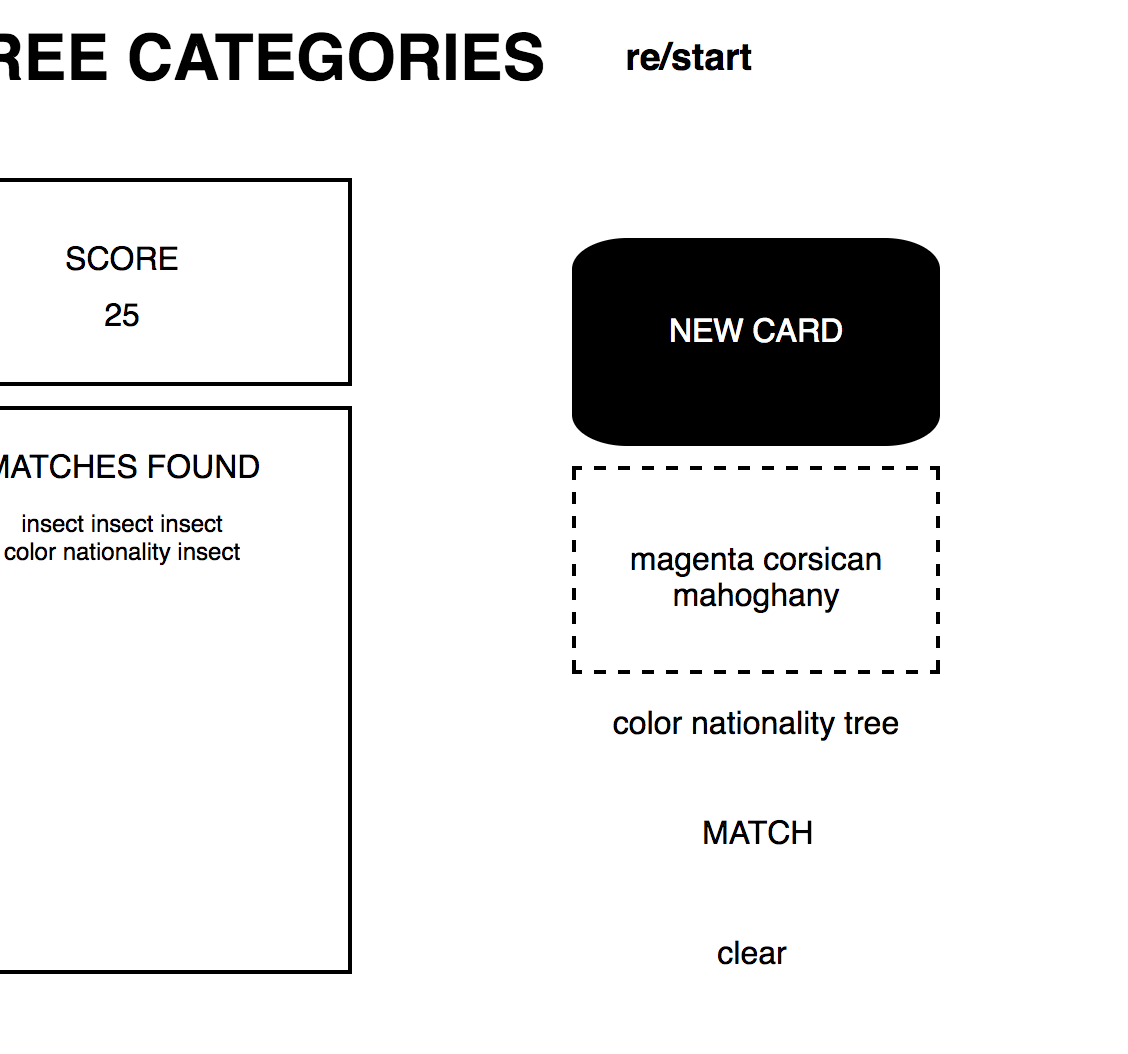 REE CATEGORIES
re/start
SCORE
25
NEW CARD
MATCHES FOUND
insect insect insect
color nationality insect
magenta corsican
mahoghany
color nationality tree
MATCH
clear